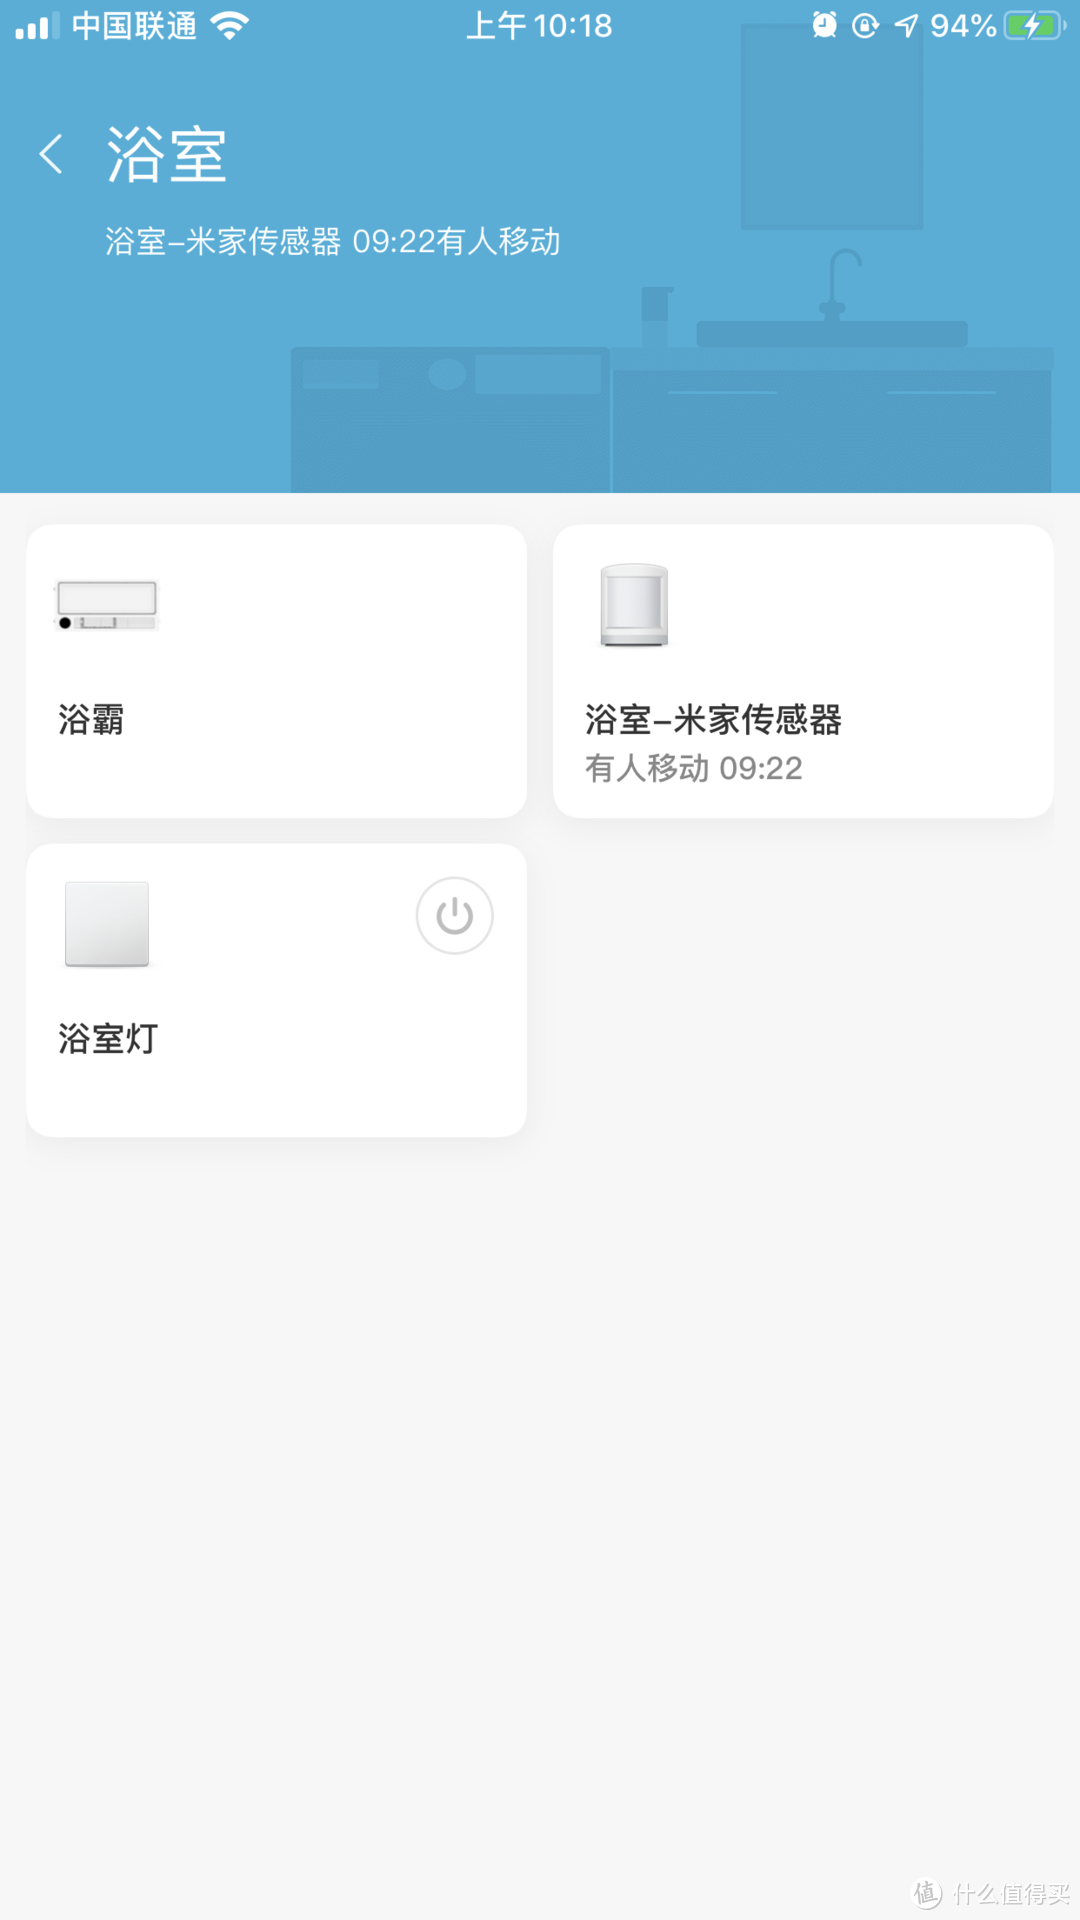 中国联通 上午10:18 94%
浴室
浴室-米家传感器 09:22有人移动
浴霸
浴室-米家传感器
有人移动 09:22
浴室灯
值 什么值得买